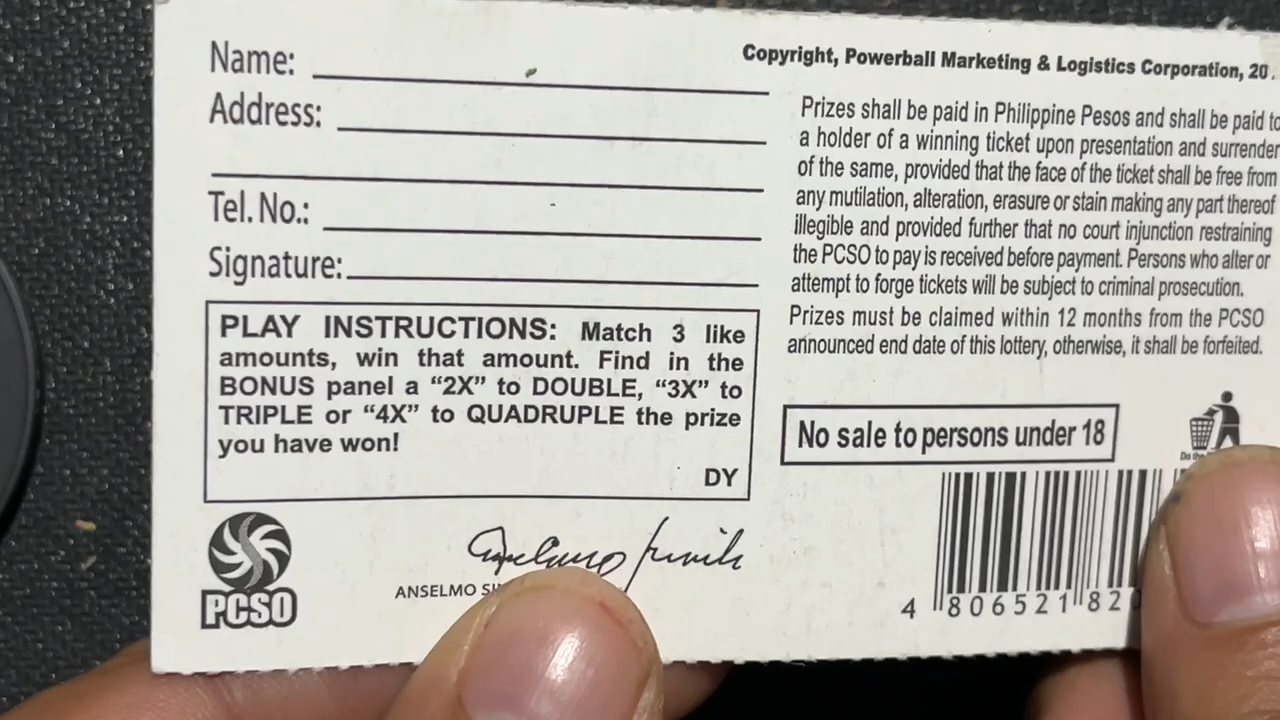 Name:
Address:
Tel. No.:
Signature:
PLAY INSTRUCTIONS: Match 3 like
amounts, win that amount. Find in the
BONUS panel a “2X” to DOUBLE, “3X” to
TRIPLE or “4X” to QUADRUPLE the prize
you have won!
DY
PCSO
ANSELMO
Copyright, Powerball Marketing & Logistics Corporation,
Prizes shall be paid in Philippine Pesos and shall be paid to
a holder of a winning ticket upon presentation and surrender
of the same, provided that the face of the ticket shall be free from
any mutilation, alteration, erasure or stain making any part thereof
illegible and provided further that no court injunction restraining
the PCSO to pay is received before payment. Persons who alter or
attempt to forge tickets will be subject to criminal prosecution.
Prizes must be claimed within 12 months from the PCSO
announced end date of this lottery, otherwise, it shall be forfeited.
No sale to persons under 18
4 806521 82